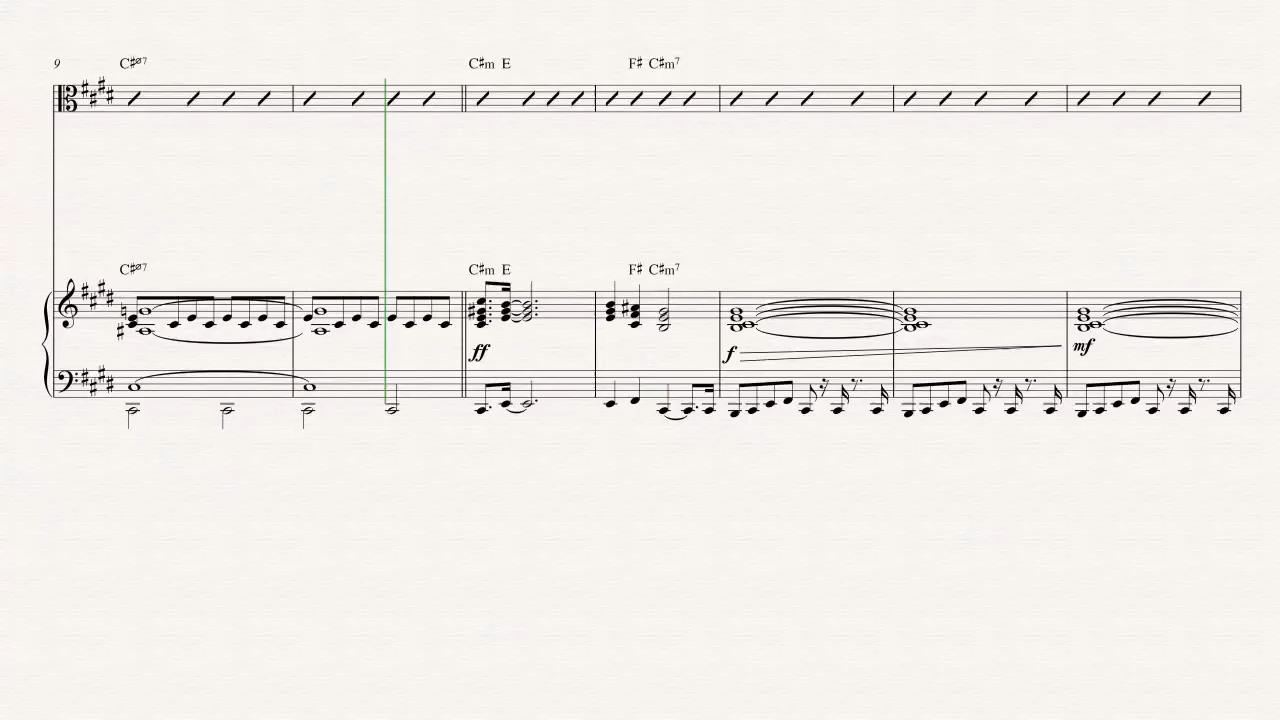 9 C♯ø7 C♯m E F♯ C♯m7
C♯ø7 C♯m E F♯ C♯m7
ff f mf